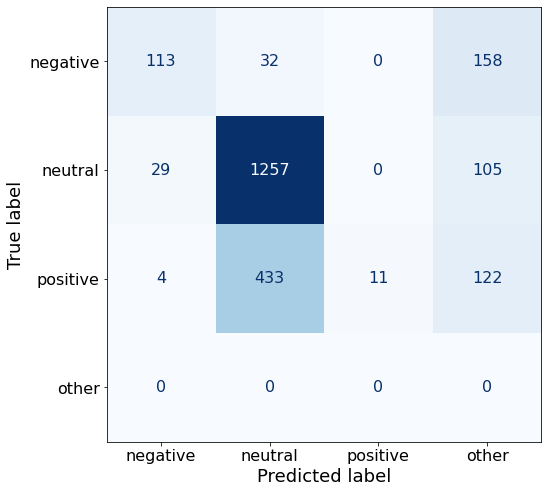 True label
negative 113 32 0 158
neutral 29 1257 0 105
positive 4 433 11 122
other 0 0 0 0
negative neutral positive other
Predicted label